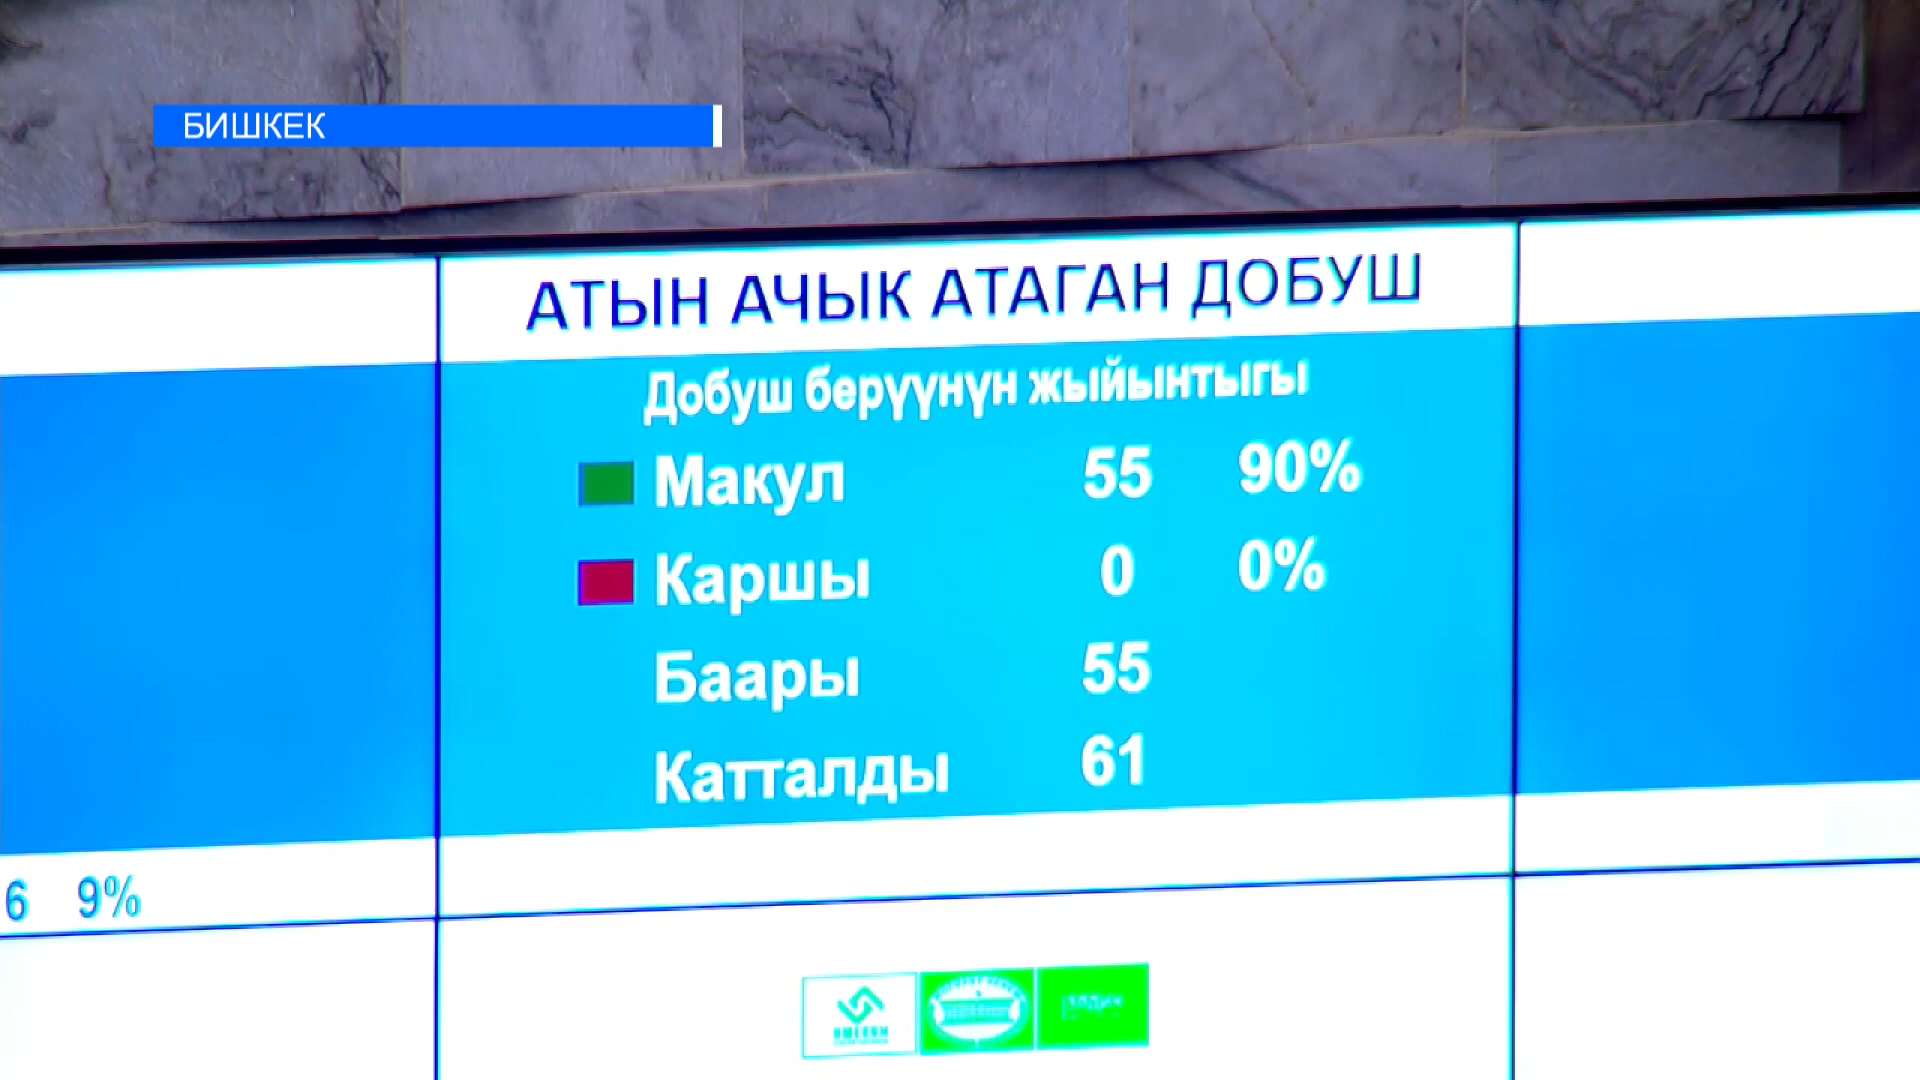 БИШКЕК
АТЫН АЧЫК АТАГАН ДОБУШ
Добуш берүүнүн жыйынтыгы
Макул 55 90%
Каршы 0 0%
Баары 55
Катталды 61
6 9%